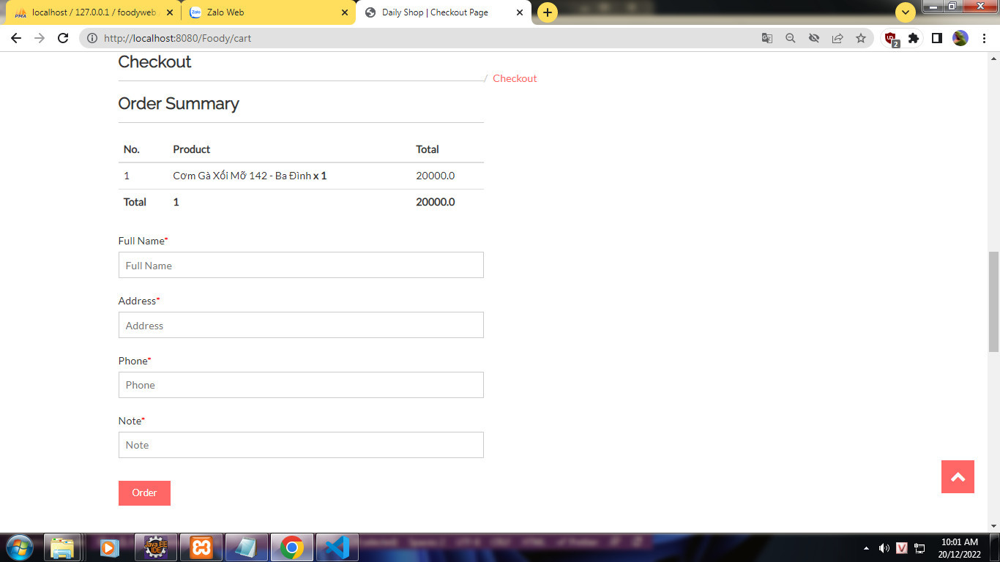 localhost / 127.0.0.1 / foodyweb
Zalo Web
Daily Shop | Checkout Page
http://localhost:8080/Foody/cart
2
Checkout
/ Checkout
Order Summary
No. Product Total
1 Cơm Gà Xối Mỡ 142 - Ba Đình x 1 20000.0
Total 1 20000.0
Full Name*
Full Name
Address*
Address
Phone*
Phone
Note*
Note
Order
10:01 AM
20/12/2022